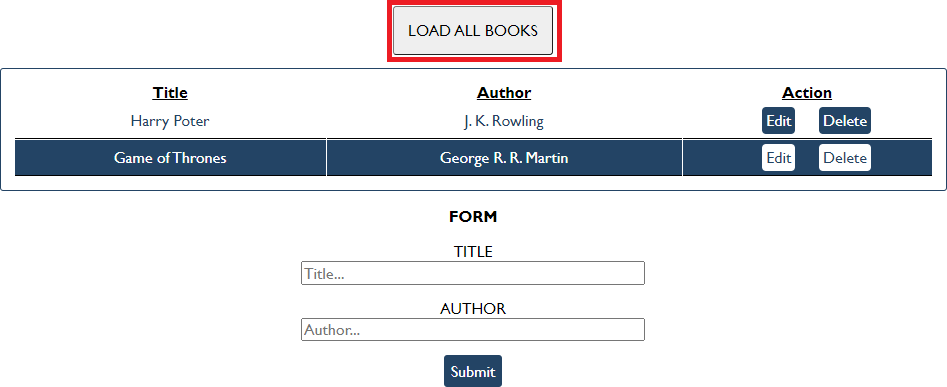 LOAD ALL BOOKS
Title Author Action
Harry Poter J. K. Rowling Edit Delete
Game of Thrones George R. R. Martin Edit Delete
FORM
TITLE
Title...
AUTHOR
Author...
Submit